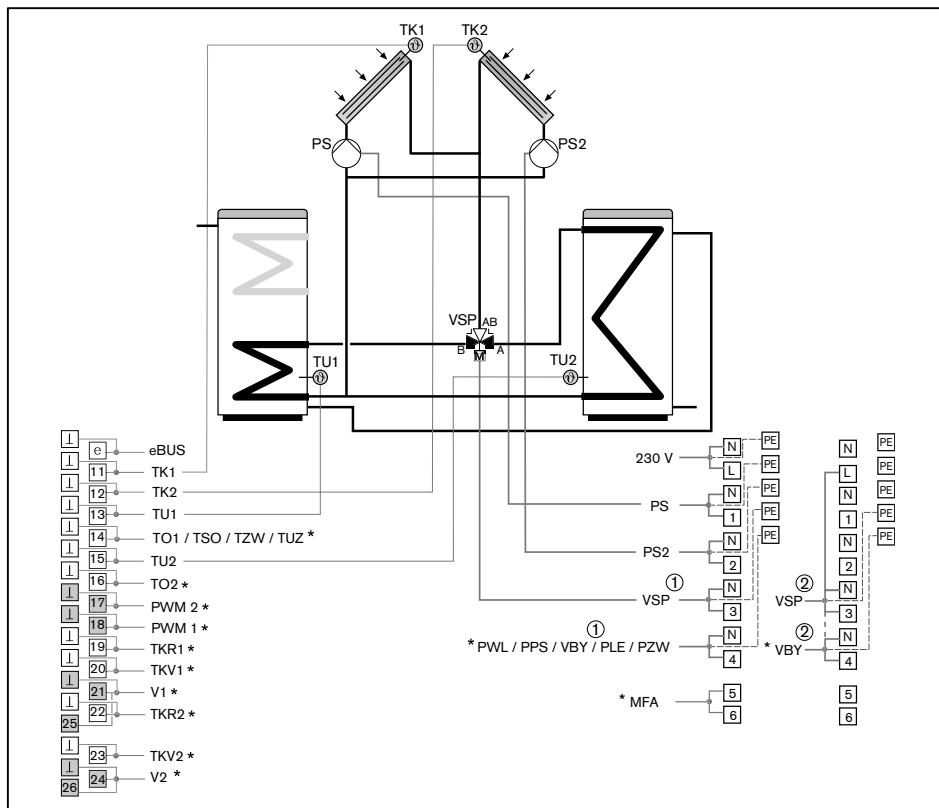 TK1 TK2
PS PS2
VSP AB
B A
M
TU1 TU2
⊥
e eBUS
⊥
11 TK1
⊥
12 TK2
⊥
13 TU1
⊥
14 TO1 / TSO / TZW / TUZ *
⊥
15 TU2
⊥
16 TO2 *
⊥
17 PWM 2 *
⊥
18 PWM 1 *
⊥
19 TKR1 *
⊥
20 TKV1 *
⊥
21 V1 *
⊥
22 TKR2 *
25
⊥
23 TKV2 *
⊥
24 V2 *
26
230 V N L PE
PS N 1 PE
PS2 N 2 PE
① VSP N 3 PE
① * PWL / PPS / VBY / PLE / PZW N 4 PE
* MFA 5 6
N PE
L PE
N PE
1
N PE
2
② VSP N PE
3
② * VBY N
4
5
6